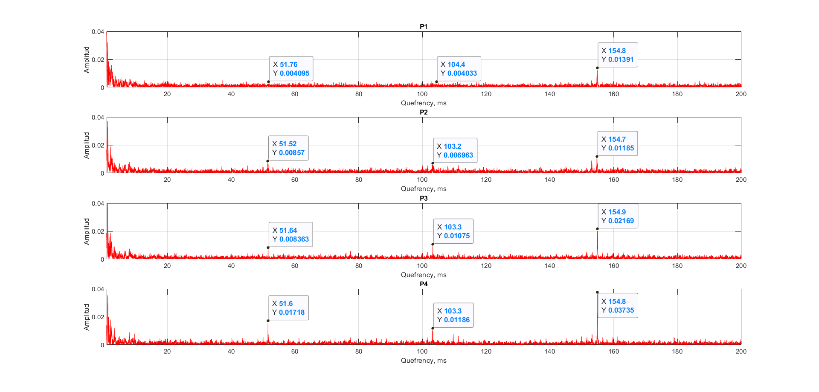 P1
0.04
X 154.8
Y 0.01391
X 51.76
Y 0.004095
X 104.4
Y 0.004033
0.02
Amplitud
0
20 40 60 80 100 120 140 160 180 200
Quefrency, ms
P2
0.04
X 51.52
Y 0.00857
X 103.2
Y 0.006963
X 154.7
Y 0.01185
0.02
Amplitud
0
20 40 60 80 100 120 140 160 180 200
Quefrency, ms
P3
0.04
X 51.64
Y 0.008363
X 103.3
Y 0.01075
X 154.9
Y 0.02169
0.02
Amplitud
0
20 40 60 80 100 120 140 160 180 200
Quefrency, ms
P4
0.04
X 51.6
Y 0.01718
X 103.3
Y 0.01186
X 154.8
Y 0.03735
0.02
Amplitud
0
20 40 60 80 100 120 140 160 180 200
Quefrency, ms